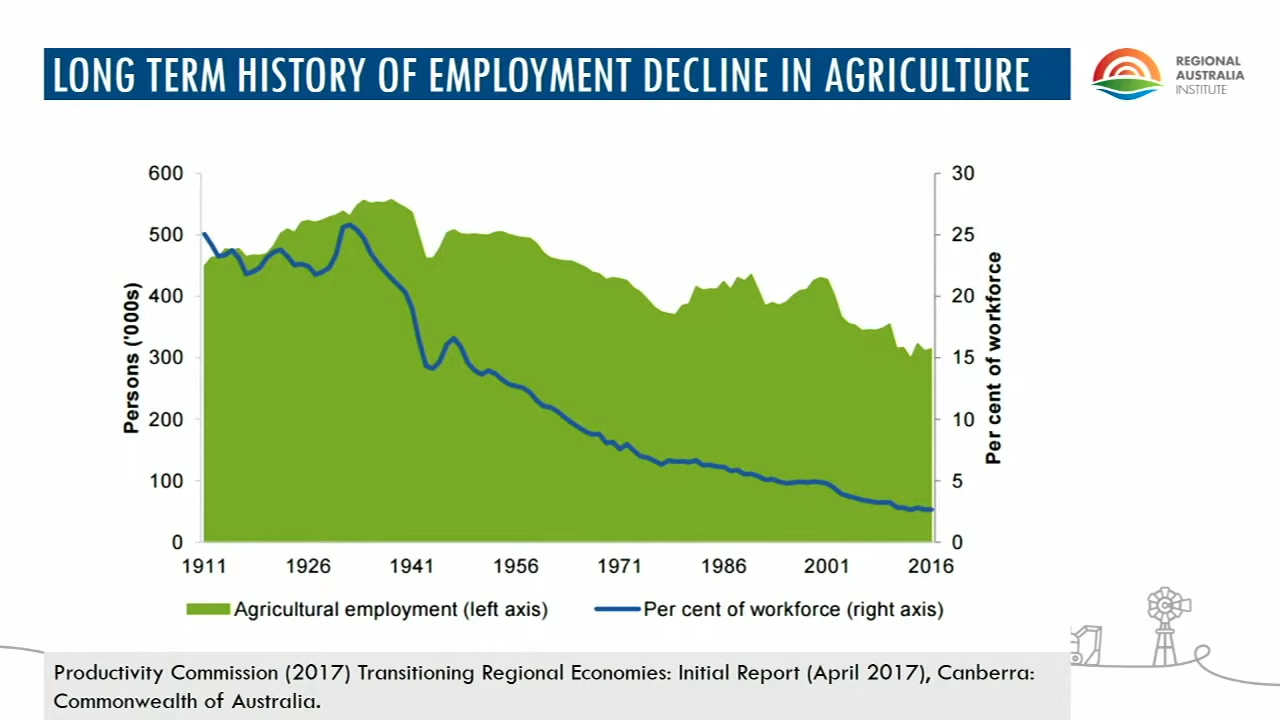 LONG TERM HISTORY OF EMPLOYMENT DECLINE IN AGRICULTURE
REGIONAL
AUSTRALIA
INSTITUTE
600
500
400
300
200
100
0
Persons ('000s)
30
25
20
15
10
5
0
Per cent of workforce
1911 1926 1941 1956 1971 1986 2001 2016
Agricultural employment (left axis) Per cent of workforce (right axis)
Productivity Commission (2017) Transitioning Regional Economies: Initial Report (April 2017), Canberra:
Commonwealth of Australia.